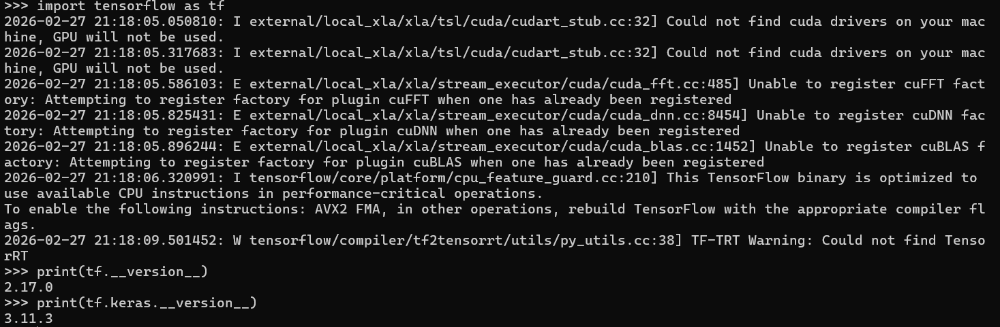 >>> import tensorflow as tf
2026-02-27 21:18:05.050810: I external/local_xla/xla/tsl/cuda/cudart_stub.cc:32] Could not find cuda drivers on your mac
hine, GPU will not be used.
2026-02-27 21:18:05.317683: I external/local_xla/xla/tsl/cuda/cudart_stub.cc:32] Could not find cuda drivers on your mac
hine, GPU will not be used.
2026-02-27 21:18:05.586103: E external/local_xla/xla/stream_executor/cuda/cuda_fft.cc:485] Unable to register cuFFT fact
ory: Attempting to register factory for plugin cuFFT when one has already been registered
2026-02-27 21:18:05.825431: E external/local_xla/xla/stream_executor/cuda/cuda_dnn.cc:8454] Unable to register cuDNN fac
tory: Attempting to register factory for plugin cuDNN when one has already been registered
2026-02-27 21:18:05.896244: E external/local_xla/xla/stream_executor/cuda/cuda_blas.cc:1452] Unable to register cuBLAS f
actory: Attempting to register factory for plugin cuBLAS when one has already been registered
2026-02-27 21:18:06.320991: I tensorflow/core/platform/cpu_feature_guard.cc:210] This TensorFlow binary is optimized to
use available CPU instructions in performance-critical operations.
To enable the following instructions: AVX2 FMA, in other operations, rebuild TensorFlow with the appropriate compiler fl
ags.
2026-02-27 21:18:09.501452: W tensorflow/compiler/tf2tensorrt/utils/py_utils.cc:38] TF-TRT Warning: Could not find Tenso
rRT
>>> print(tf.__version__)
2.17.0
>>> print(tf.keras.__version__)
3.11.3